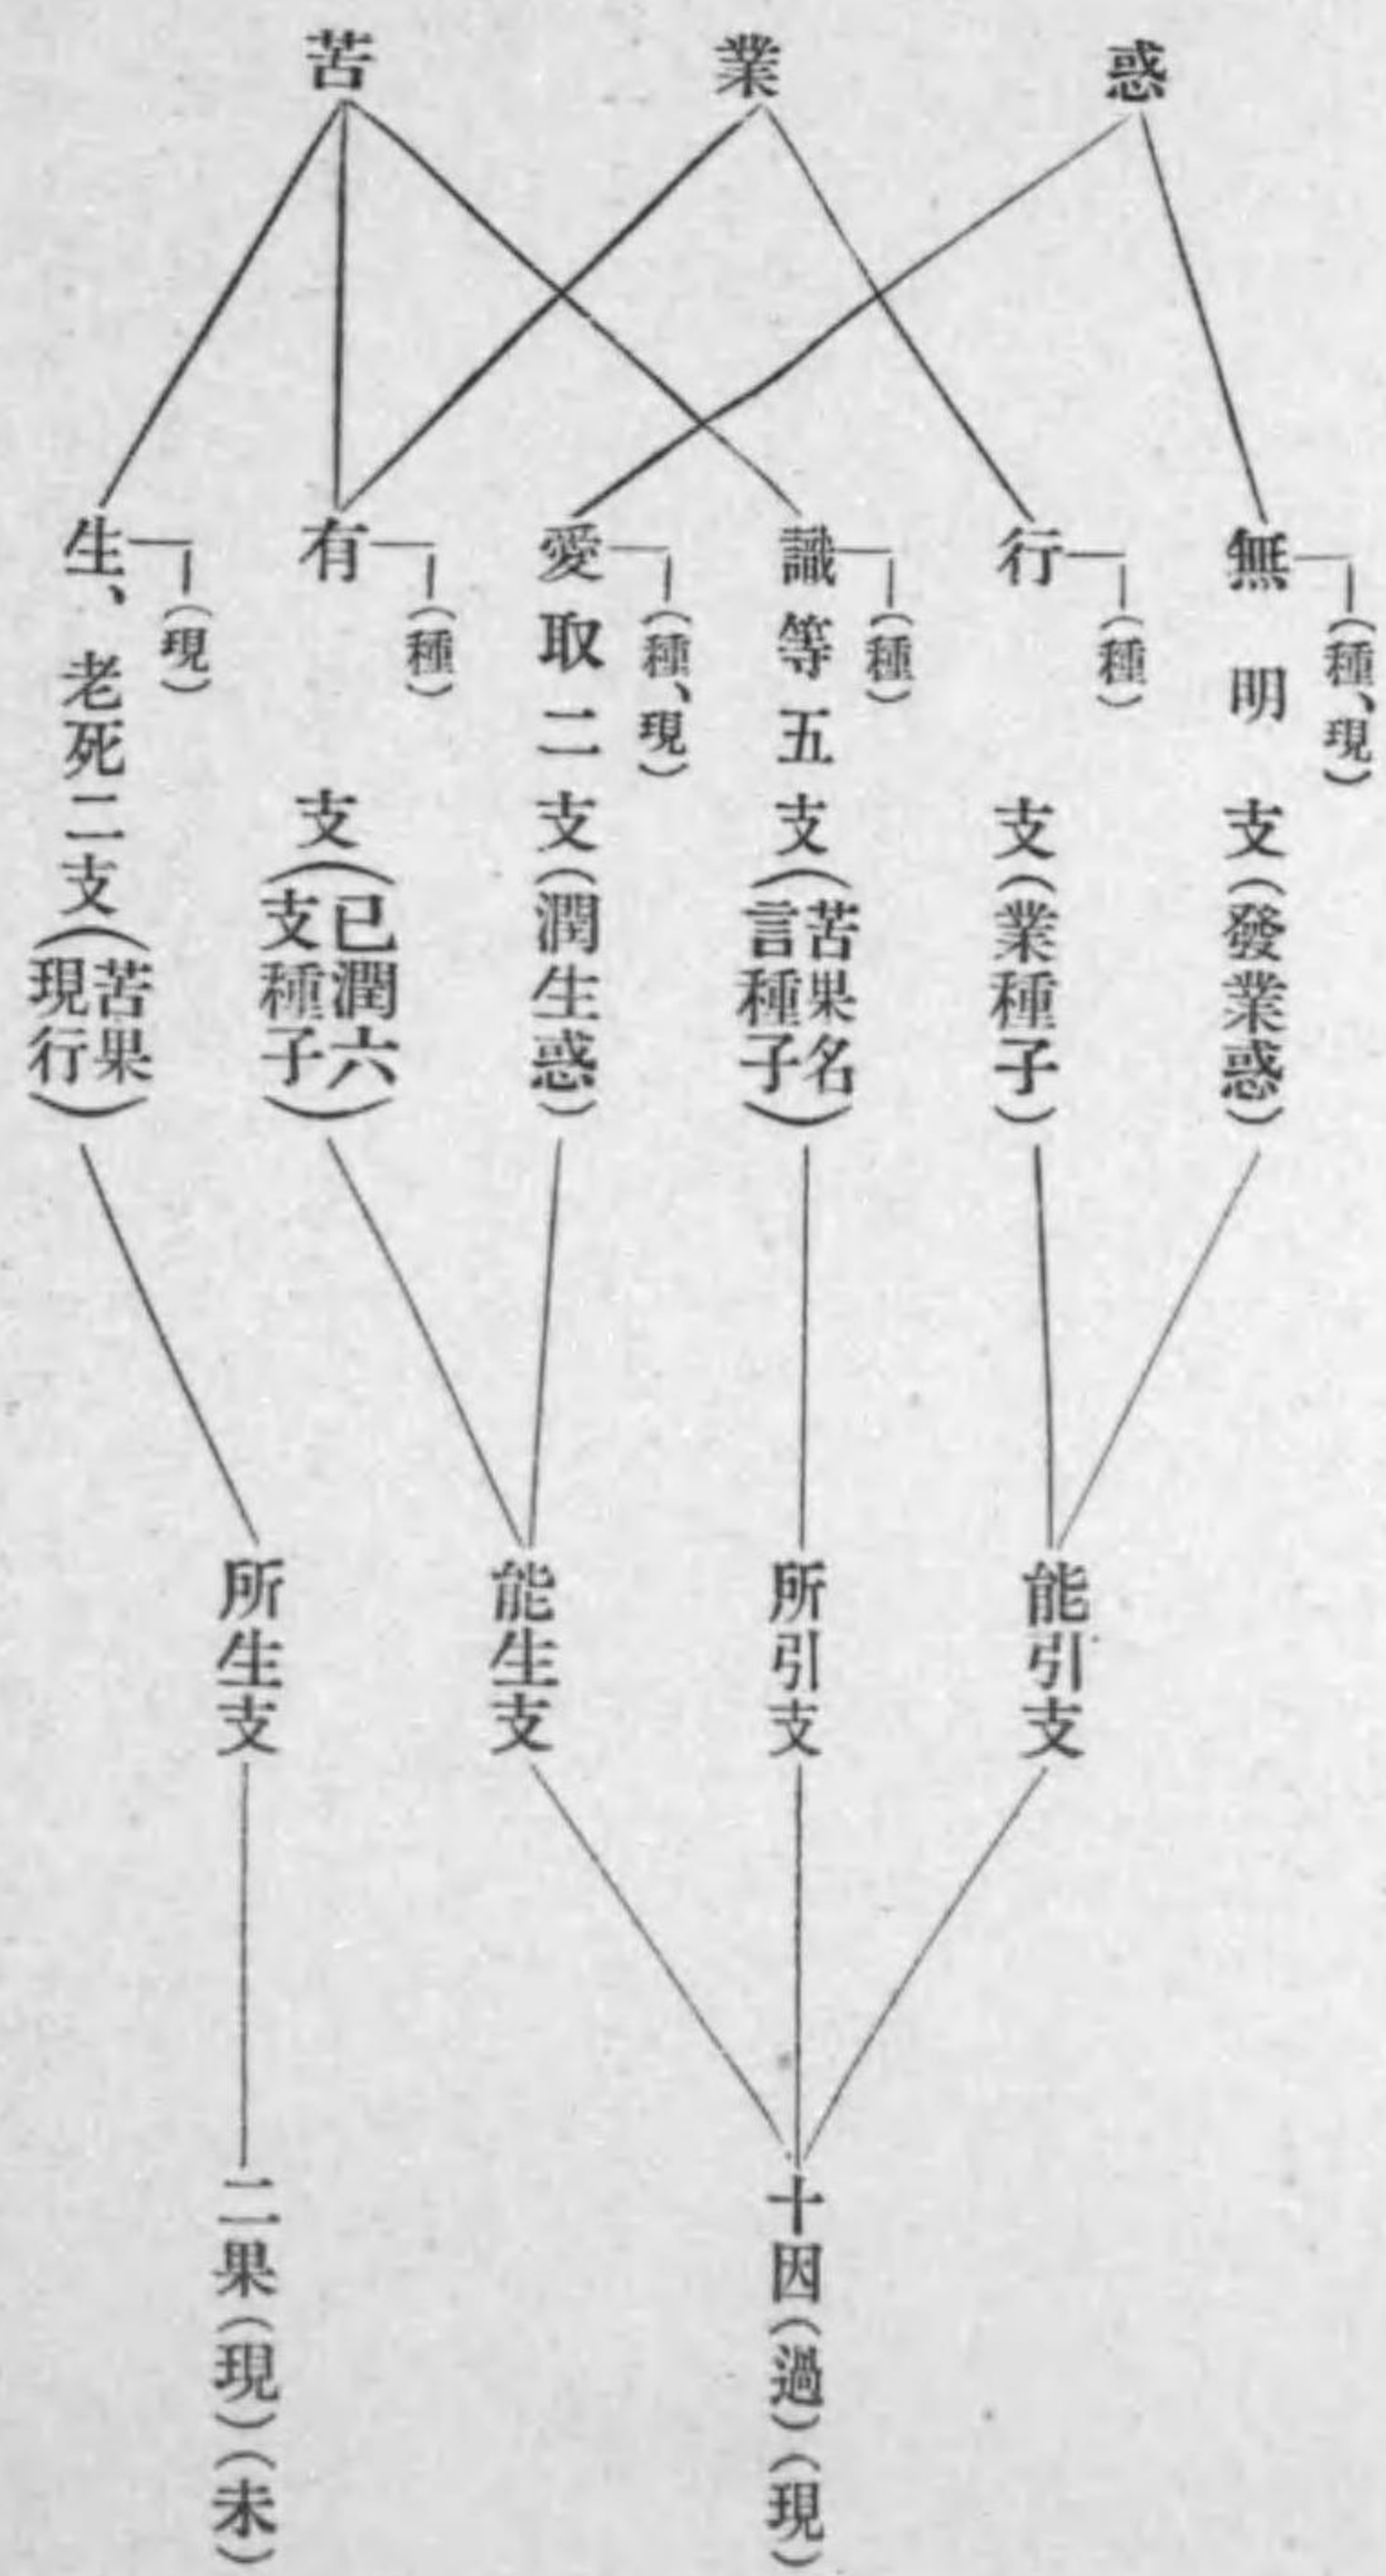 惑
業
苦
無明支(發業惑)
(種、現)
行支(業種子)
(種)
識等五支(苦果名言種子)
(種)
愛取二支(潤生惑)
(種、現)
有支(已潤六支種子)
(種)
生、老死二支(苦果現行)
(現)
能引支
所引支
能生支
所生支
十因(過)(現)
二果(現)(未)